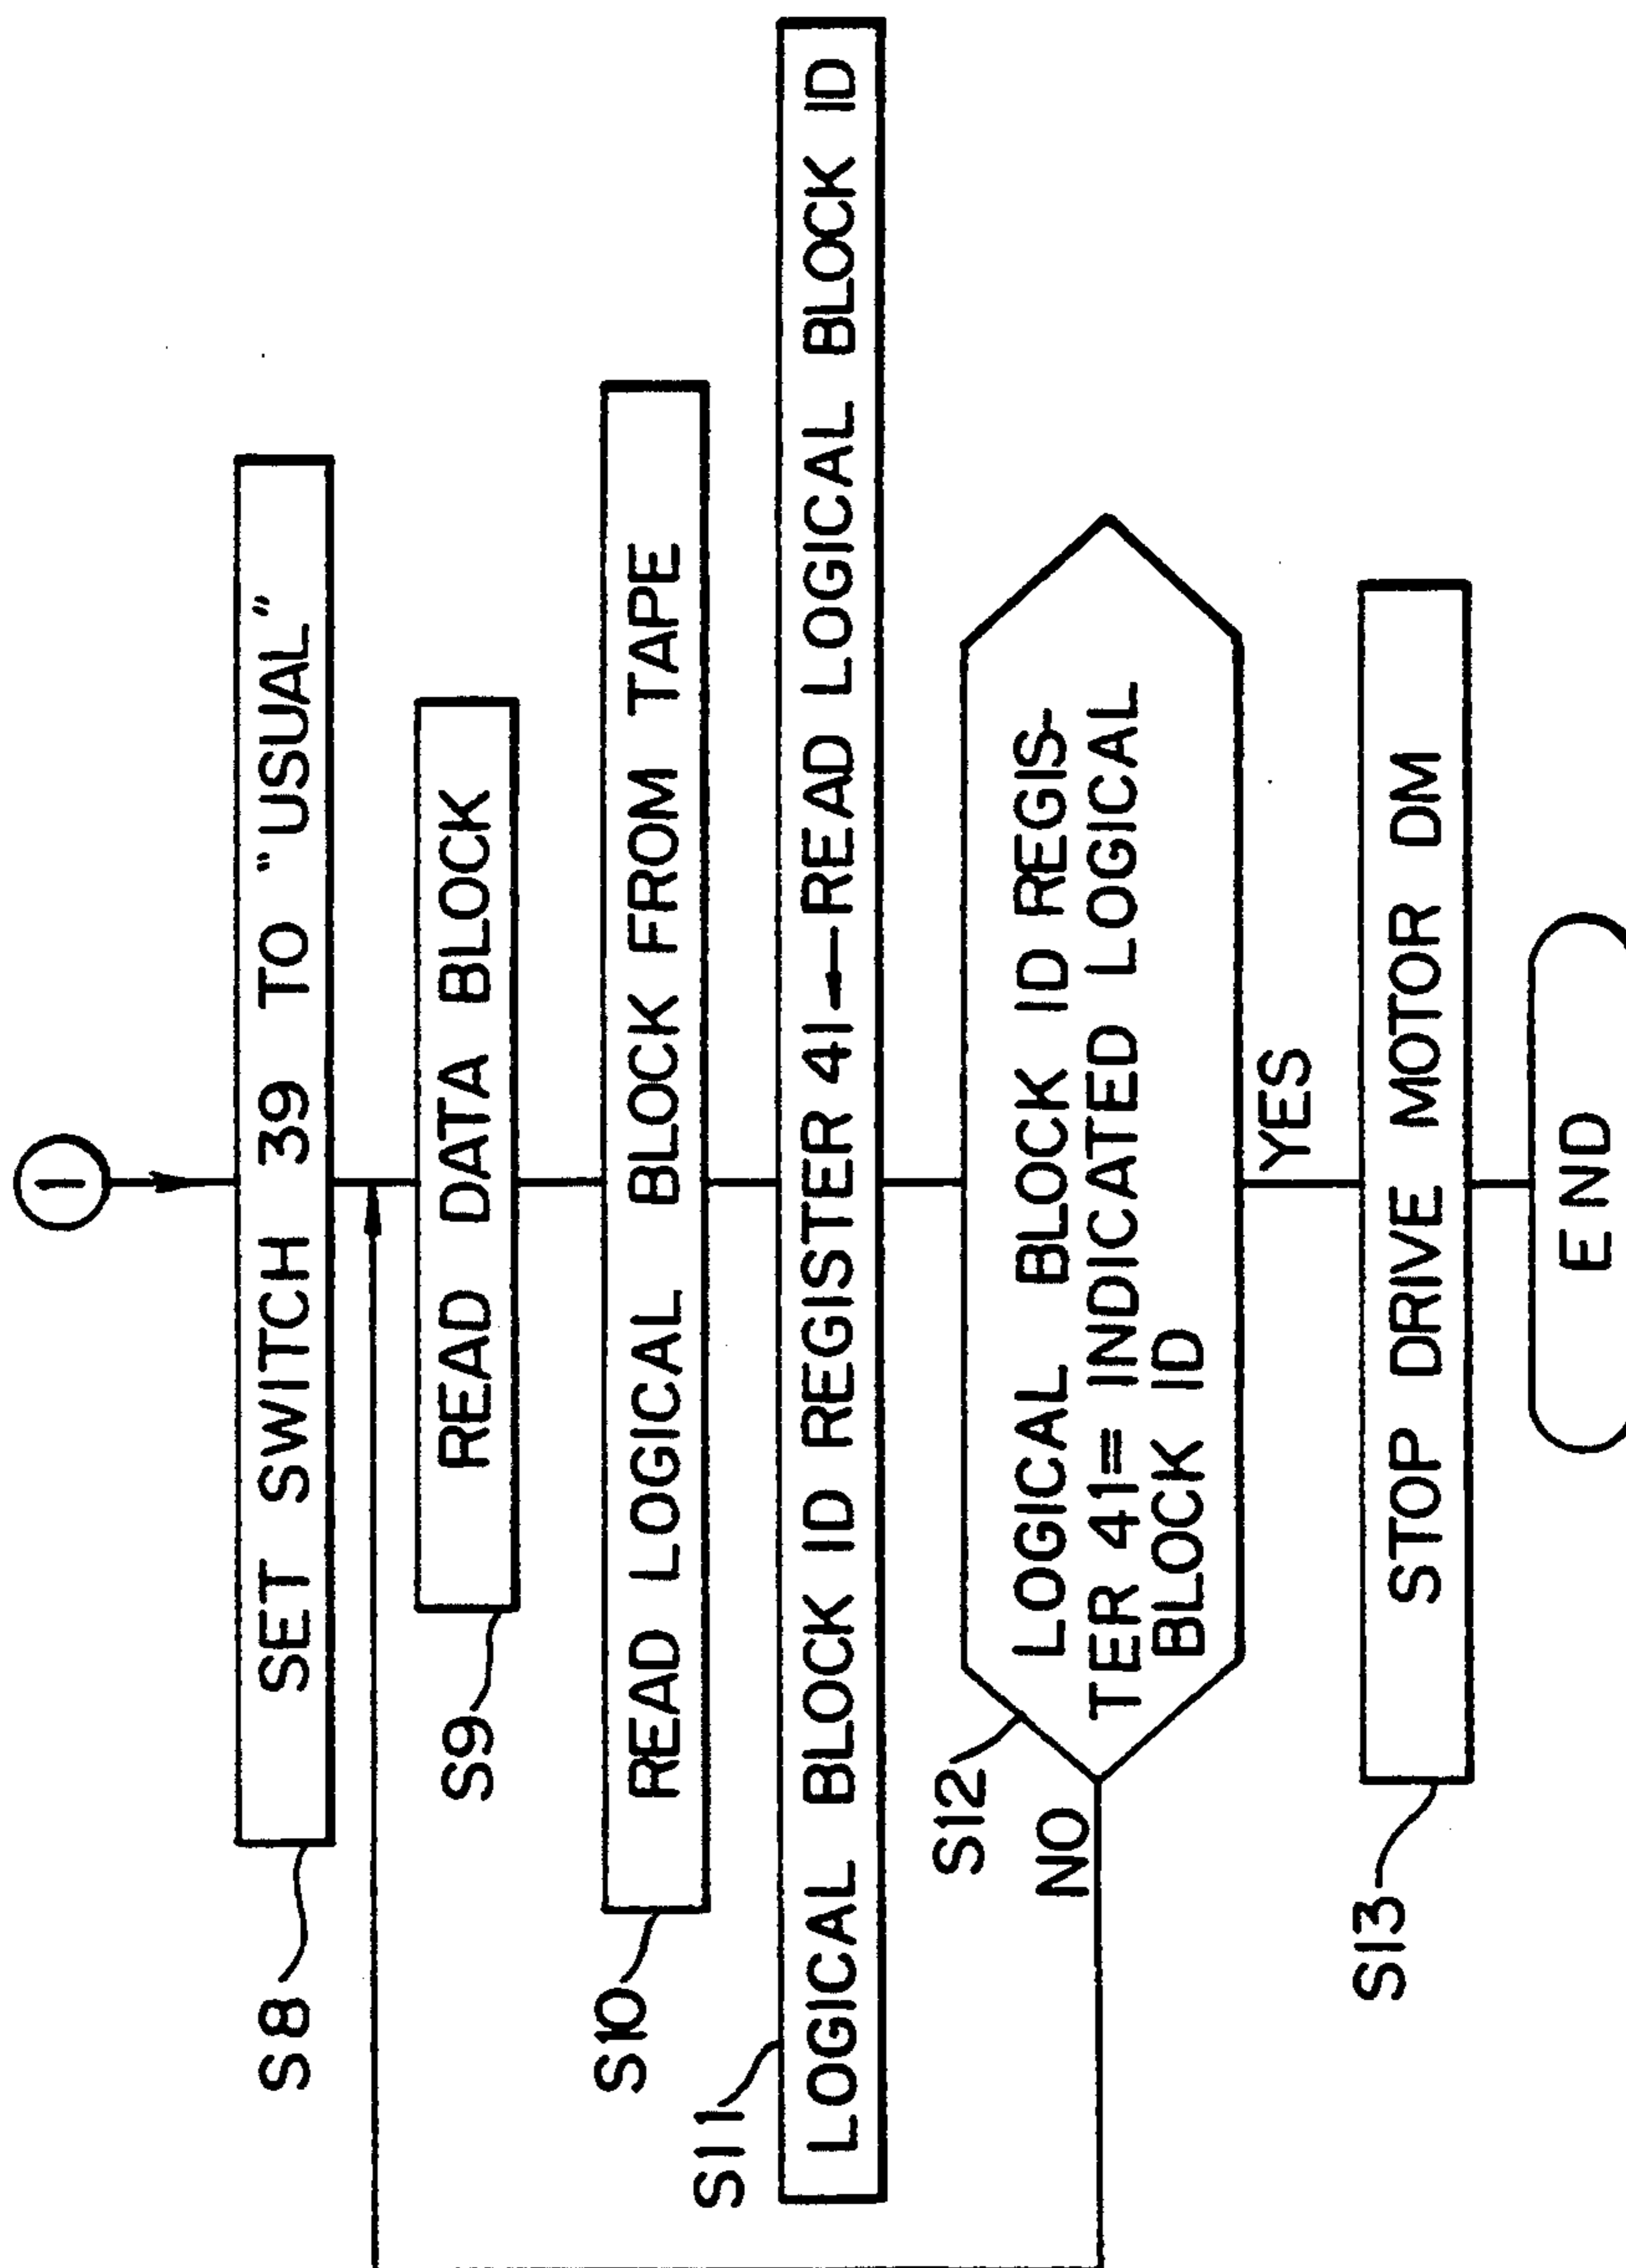 1
S8
SET SWITCH 39 TO "USUAL"
S9
READ DATA BLOCK
S10
READ LOGICAL BLOCK FROM TAPE
S11
LOGICAL BLOCK ID REGISTER 41←READ LOGICAL BLOCK ID
S12
LOGICAL BLOCK ID REGIS-
TER 41= INDICATED LOGICAL
BLOCK ID
NO
YES
S13
STOP DRIVE MOTOR DM
END